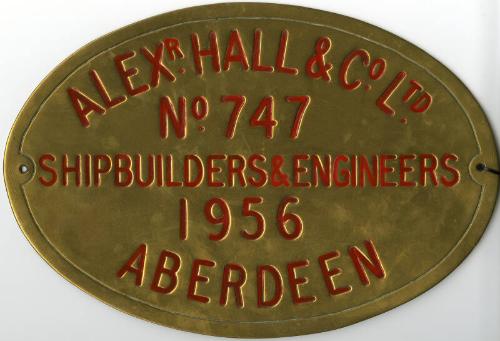 ALEXR. HALL & CO LTD
NO 747
SHIPBUILDERS & ENGINEERS
1956
ABERDEEN